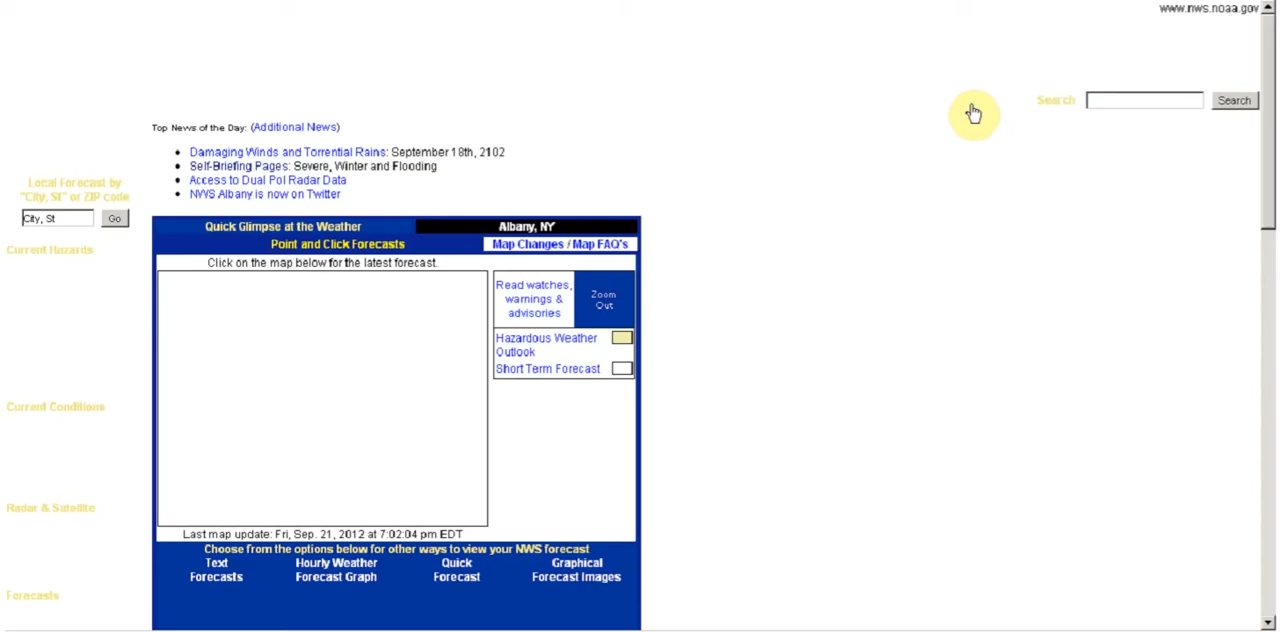 www.nws.noaa.gov
Search
Search
Top News of the Day: (Additional News)
Damaging Winds and Torrential Rains: September 18th, 2102
Self-Briefing Pages: Severe, Winter and Flooding
Access to Dual Pol Radar Data
NWS Albany is now on Twitter
Local Forecast by
"City, St" or ZIP code
City, St
Go
Current Hazards
Current Conditions
Radar & Satellite
Forecasts
Quick Glimpse at the Weather
Albany, NY
Point and Click Forecasts
Map Changes / Map FAQ's
Click on the map below for the latest forecast.
Read watches,
warnings &
advisories
Zoom
Out
Hazardous Weather
Outlook
Short Term Forecast
Last map update: Fri, Sep. 21, 2012 at 7:02:04 pm EDT
Choose from the options below for other ways to view your NWS forecast
Text
Forecasts
Hourly Weather
Forecast Graph
Quick
Forecast
Graphical
Forecast Images